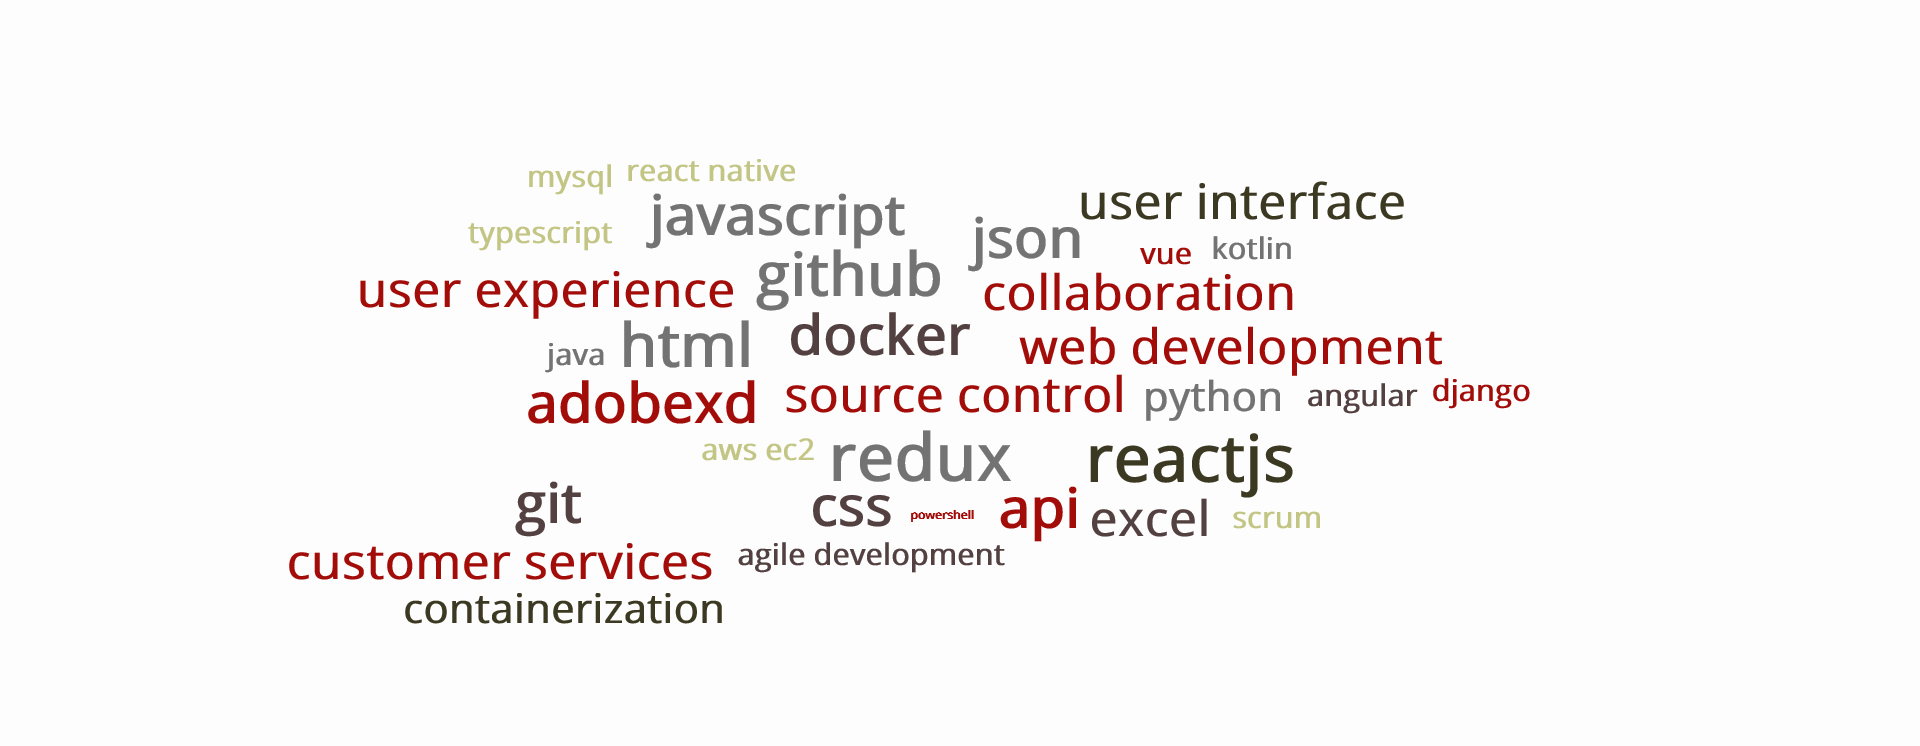 mysql react native
javascript user interface
typescript json
vue kotlin
user experience github collaboration
java html docker web development
adobexd source control python angular django
aws ec2 redux reactjs
git css powershell api excel scrum
customer services agile development
containerization